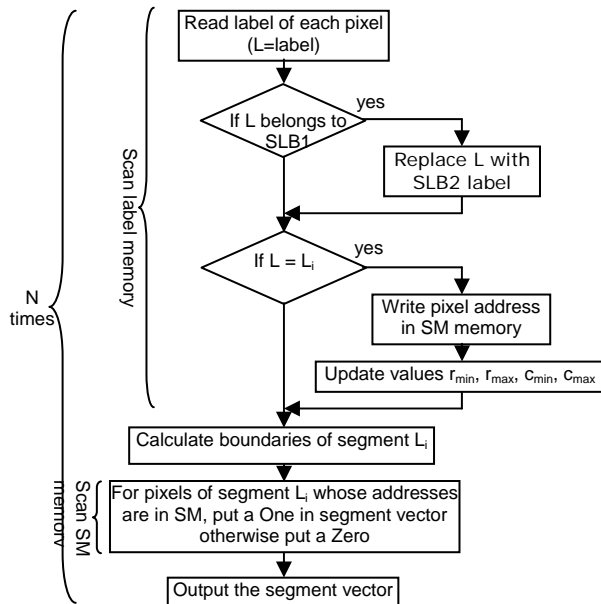 Read label of each pixel
(L=label)
yes
If L belongs to
SLB1
Replace L with
SLB2 label
Scan label memory
yes
If L = Li
N
times
Write pixel address
in SM memory
Update values rmin, rmax, cmin, cmax
Calculate boundaries of segment Li
Scan SM
memory
For pixels of segment Li whose addresses
are in SM, put a One in segment vector
otherwise put a Zero
Output the segment vector